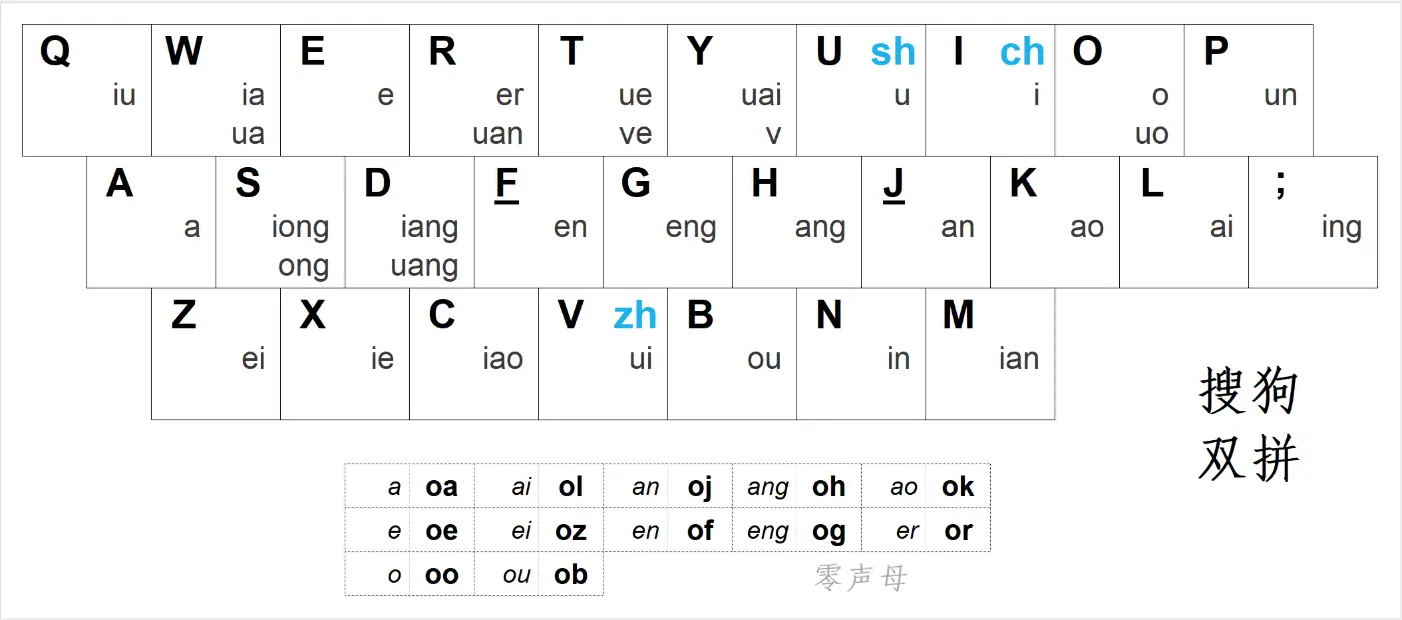 Q W E R T Y U sh I ch O P
iu ia e er ue uai u i o un
ua uan ve v uo
A S D F G H J K L ;
a iong iang en eng ang an ao ai ing
ong uang
Z X C V zh B N M
ei ie iao ui ou in ian
搜狗
双拼
a oa ai ol an oj ang oh ao ok
e oe ei oz en of eng og er or
o oo ou ob
零声母